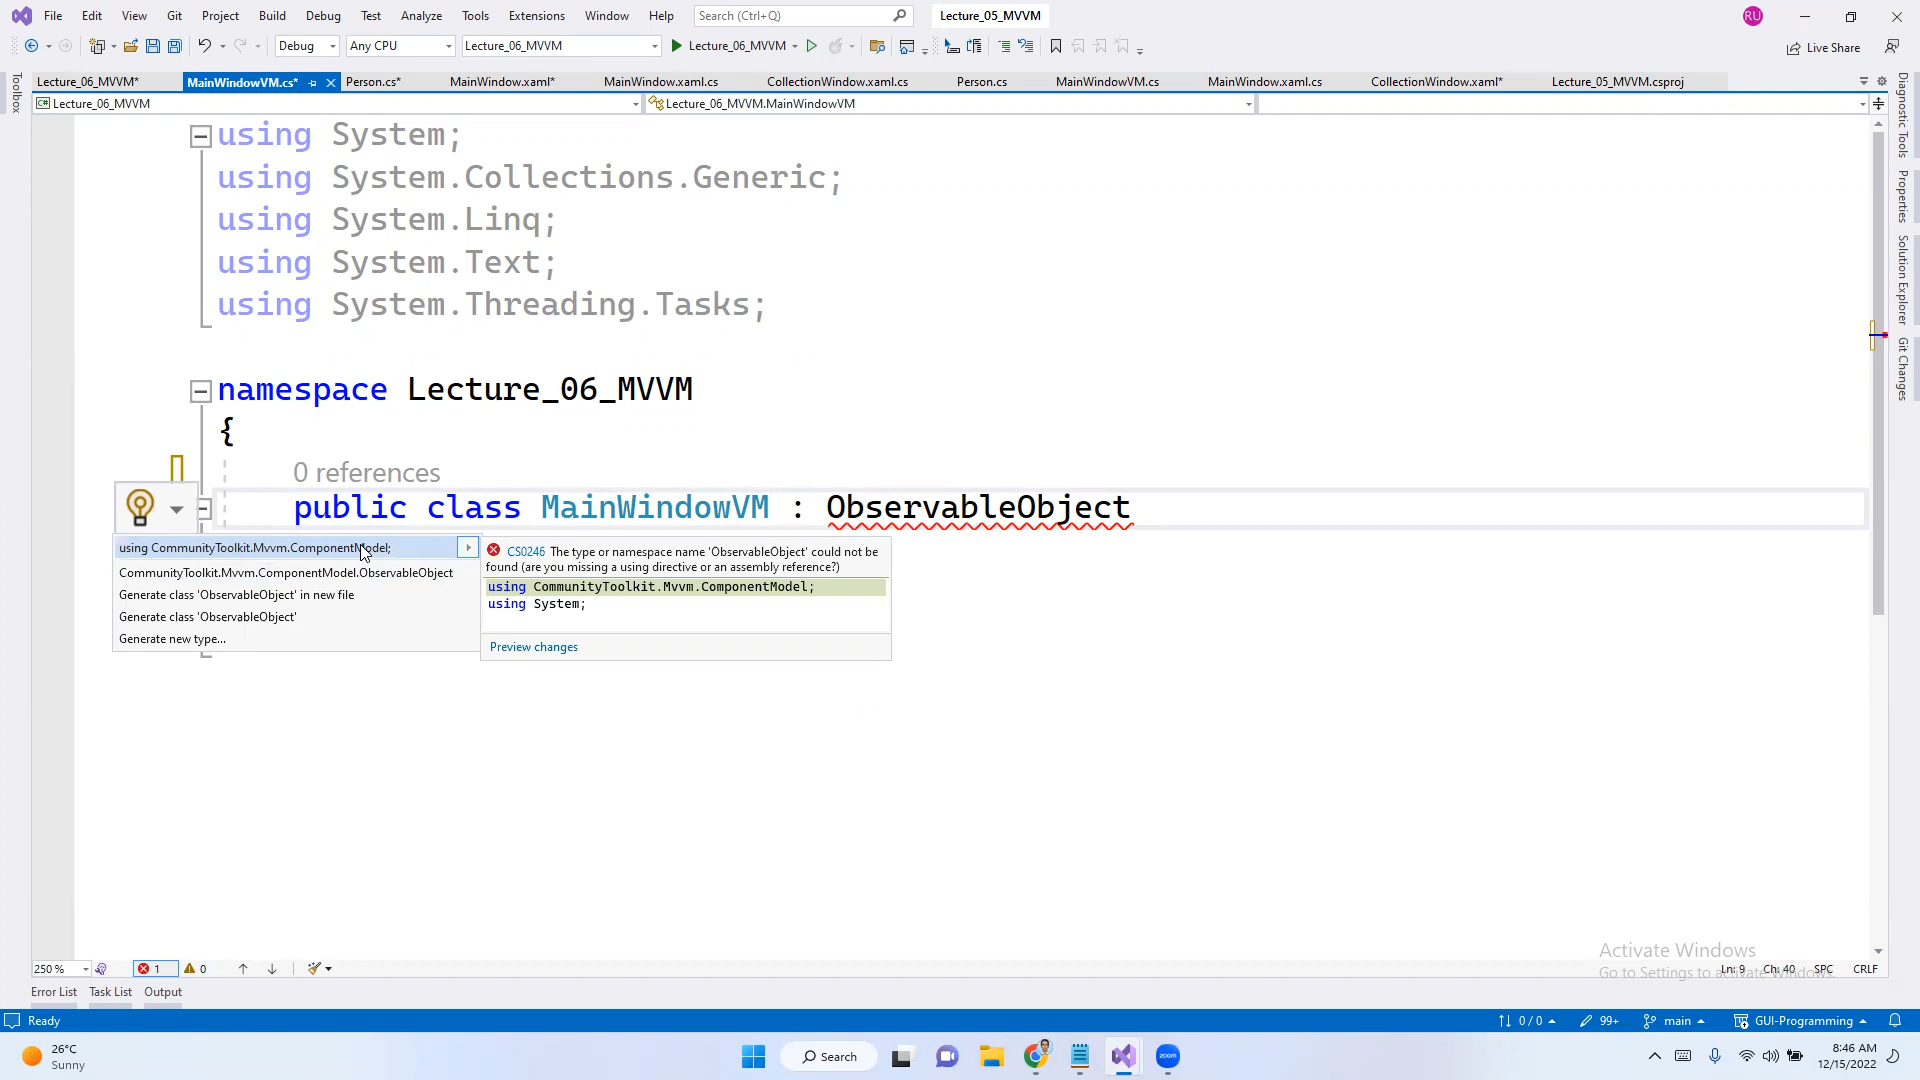 File Edit View Git Project Build Debug Test Analyze Tools Extensions Window Help Search (Ctrl+Q) Lecture_05_MVVM RU
Debug Any CPU Lecture_06_MVVM Lecture_06_MVVM Live Share
Lecture_06_MVVM* MainWindowVM.cs* Person.cs* MainWindow.xaml* MainWindow.xaml.cs CollectionWindow.xaml.cs Person.cs MainWindowVM.cs MainWindow.xaml.cs CollectionWindow.xaml* Lecture_05_MVVM.csproj
C# Lecture_06_MVVM Lecture_06_MVVM.MainWindowVM
Toolbox
Diagnostic Tools
Properties
Solution Explorer
Git Changes
using System;
using System.Collections.Generic;
using System.Linq;
using System.Text;
using System.Threading.Tasks;
namespace Lecture_06_MVVM
{
0 references
public class MainWindowVM : ObservableObject
using CommunityToolkit.Mvvm.ComponentModel;
CommunityToolkit.Mvvm.ComponentModel.ObservableObject
Generate class 'ObservableObject' in new file
Generate class 'ObservableObject'
Generate new type...
CS0246 The type or namespace name 'ObservableObject' could not be
found (are you missing a using directive or an assembly reference?)
using CommunityToolkit.Mvvm.ComponentModel;
using System;
Preview changes
Activate Windows
Go to Settings to activate Windows.
250 % 1 0 Ln: 9 Ch: 40 SPC CRLF
Error List Task List Output
Ready 0 / 0 99+ main GUI-Programming
26°C
Sunny
Search
zoom
8:46 AM
12/15/2022